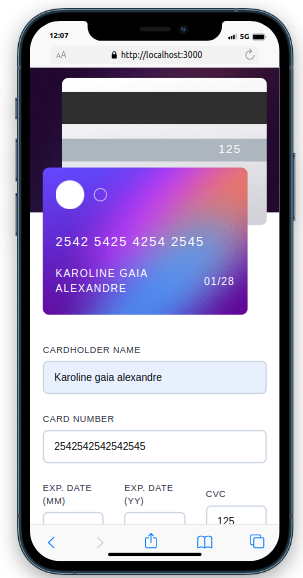 12:07
5G
AA
http://localhost:3000
125
2542 5425 4254 2545
KAROLINE GAIA
ALEXANDRE
01/28
CARDHOLDER NAME
Karoline gaia alexandre
CARD NUMBER
2542542542542545
EXP. DATE
(MM)
EXP. DATE
(YY)
CVC
125